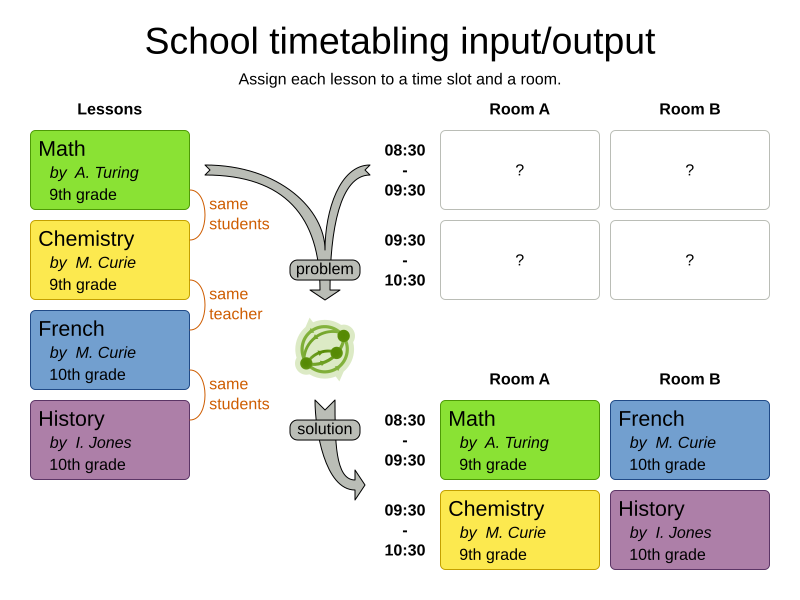 School timetabling input/output
Assign each lesson to a time slot and a room.
Lessons
Math
by A. Turing
9th grade
same
students
Chemistry
by M. Curie
9th grade
same
teacher
French
by M. Curie
10th grade
same
students
History
by I. Jones
10th grade
problem
solution
Room A Room B
08:30
-
09:30
? ?
09:30
-
10:30
? ?
Room A Room B
08:30
-
09:30
Math
by A. Turing
9th grade
French
by M. Curie
10th grade
09:30
-
10:30
Chemistry
by M. Curie
9th grade
History
by I. Jones
10th grade